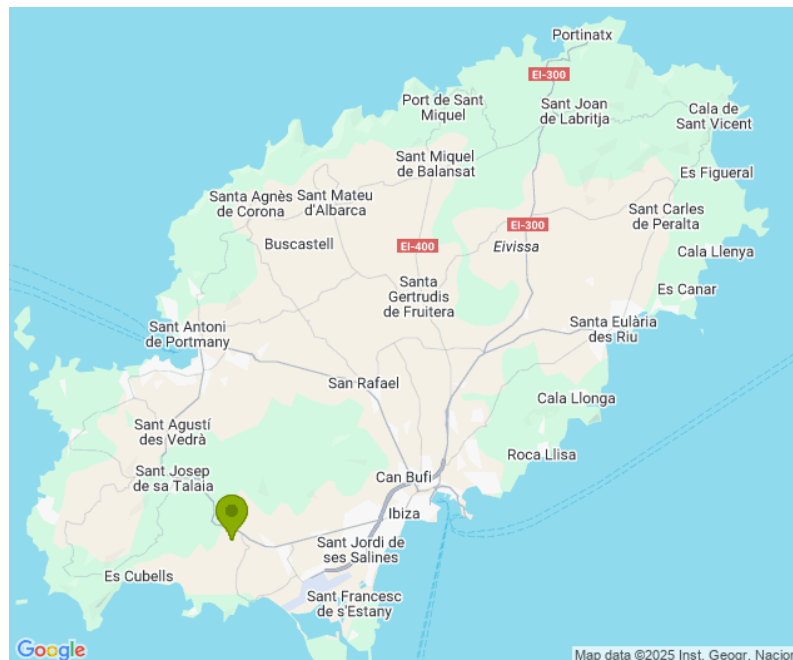 Portinatx
EI-300
Port de Sant
Miquel
Sant Joan
de Labritja
Cala de
Sant Vicent
Sant Miquel
de Balansat
Es Figueral
Santa Agnès
de Corona
Sant Mateu
d'Albarca
Sant Carles
de Peralta
EI-300
Buscastell
EI-400
Eivissa
Cala Llenya
Santa
Gertrudis
de Fruitera
Es Canar
Sant Antoni
de Portmany
Santa Eulària
des Riu
San Rafael
Cala Llonga
Sant Agustí
des Vedrà
Roca Llisa
Sant Josep
de sa Talaia
Can Bufi
Ibiza
Sant Jordi de
ses Salines
Es Cubells
Sant Francesc
de s'Estany
Google
Map data ©2025 Inst. Geogr. Nacion